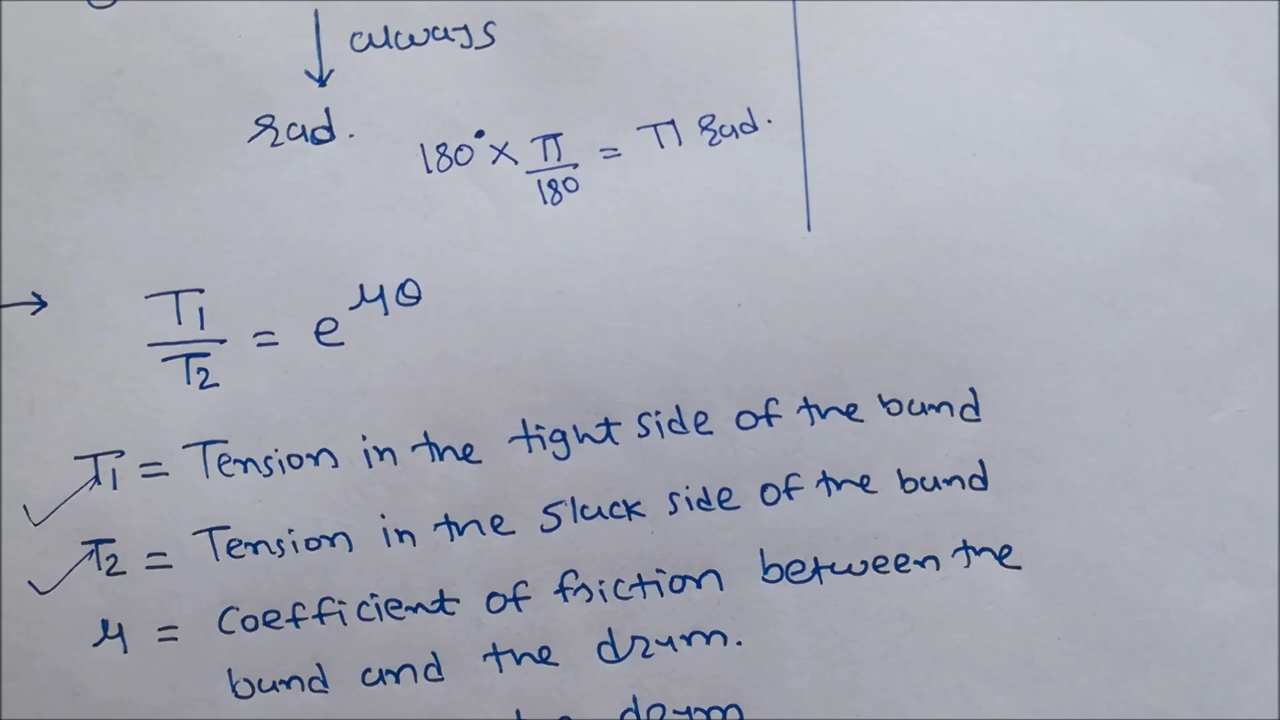 ↓ always
rad.
180° × π/180 = π rad.
→ T1/T2 = e^μθ
T1 = Tension in the tight side of the band
T2 = Tension in the slack side of the band
μ = Coefficient of friction between the
band and the drum.
drum